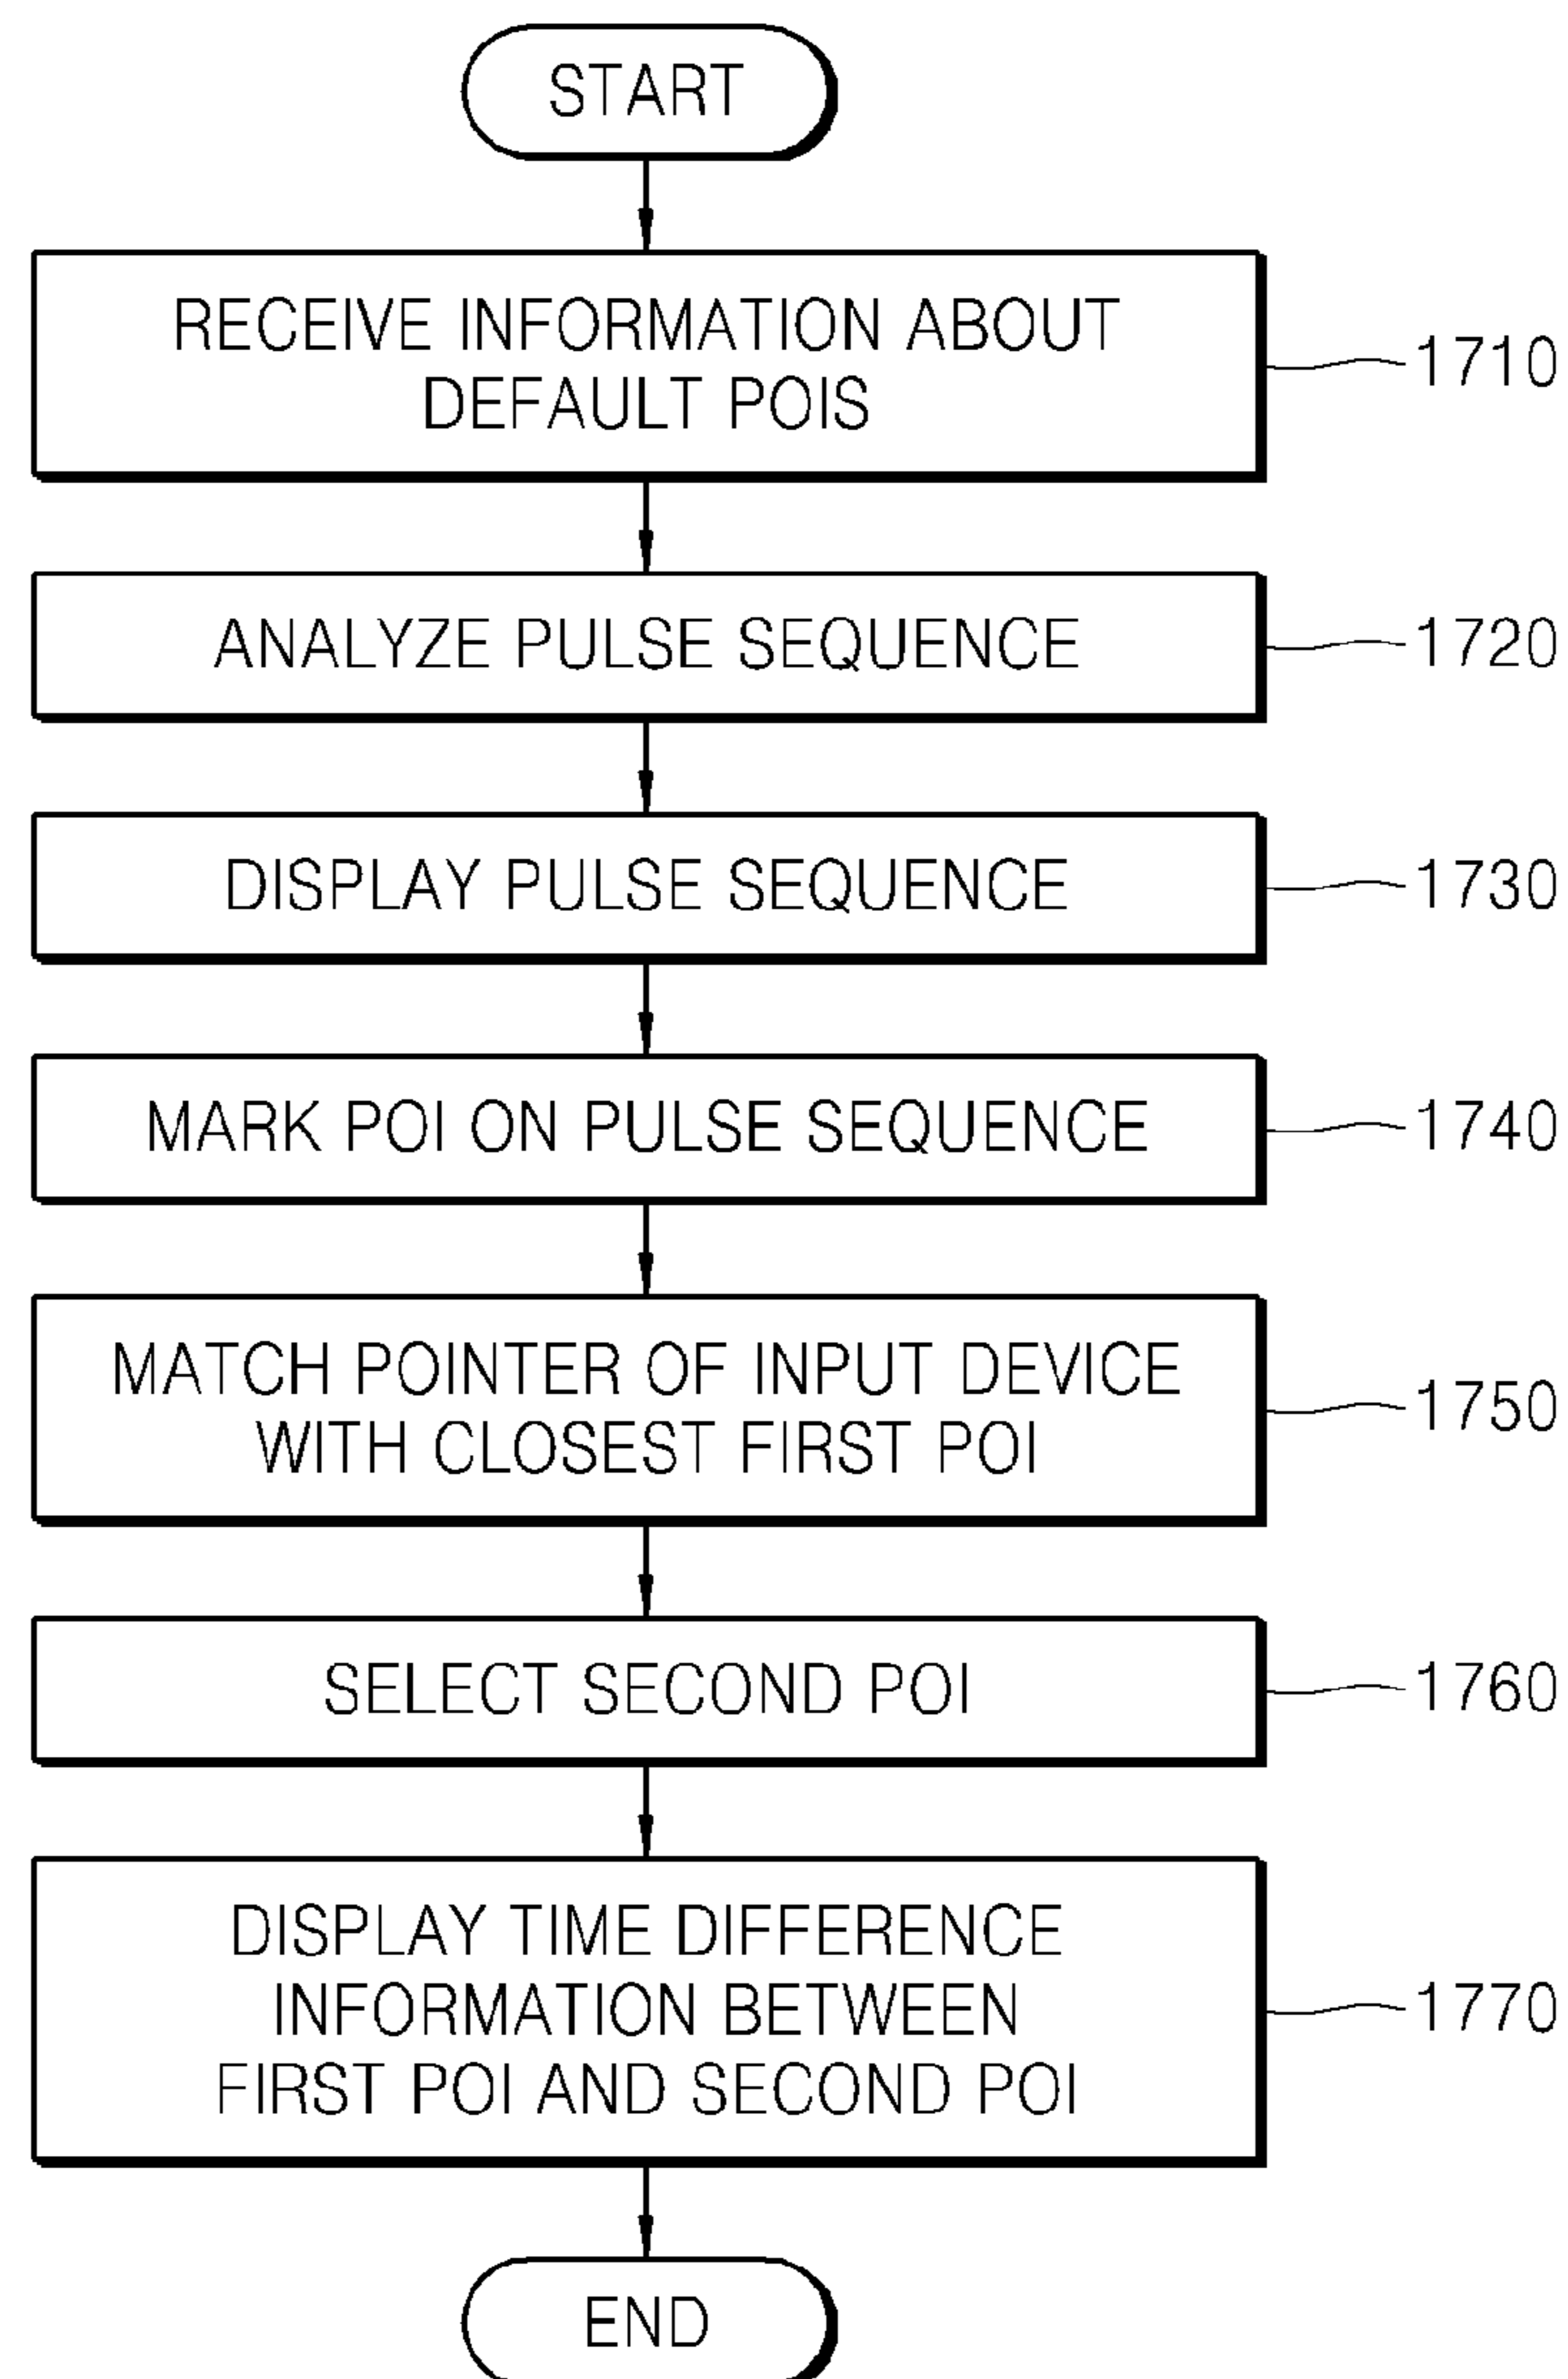 START
RECEIVE INFORMATION ABOUT
DEFAULT POIS
1710
ANALYZE PULSE SEQUENCE
1720
DISPLAY PULSE SEQUENCE
1730
MARK POI ON PULSE SEQUENCE
1740
MATCH POINTER OF INPUT DEVICE
WITH CLOSEST FIRST POI
1750
SELECT SECOND POI
1760
DISPLAY TIME DIFFERENCE
INFORMATION BETWEEN
FIRST POI AND SECOND POI
1770
END